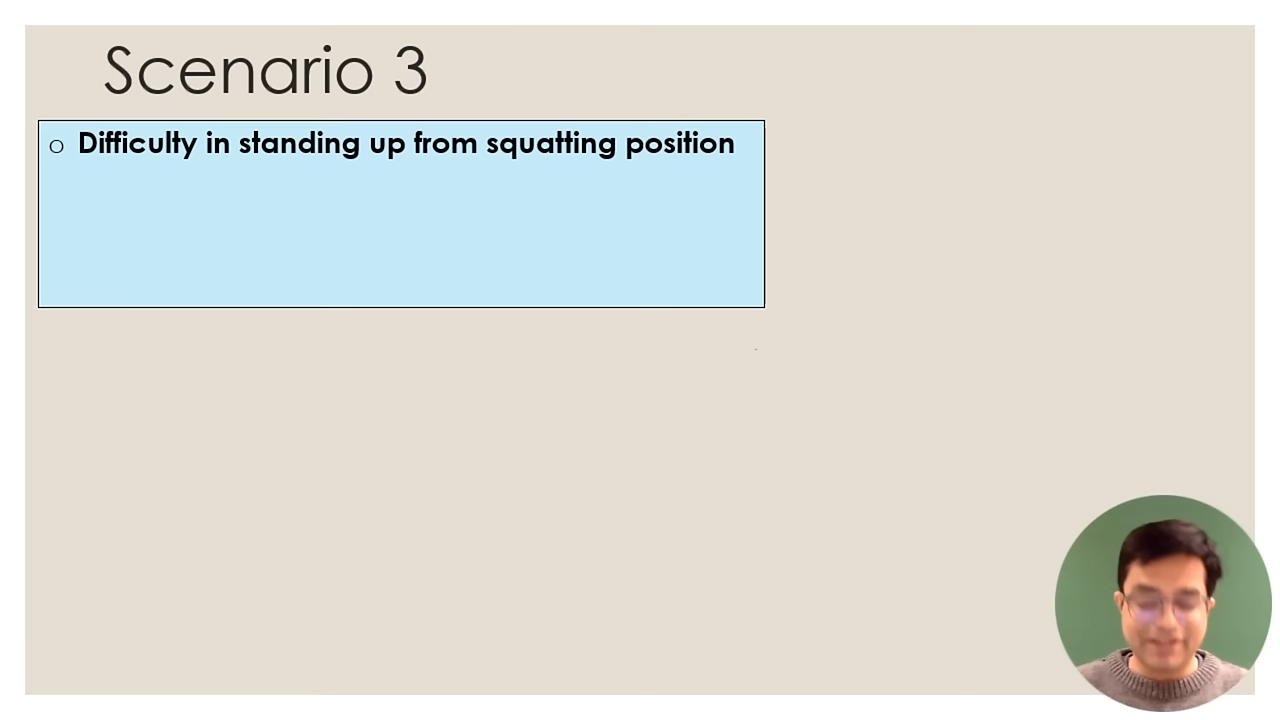 Scenario 3
○ Difficulty in standing up from squatting position